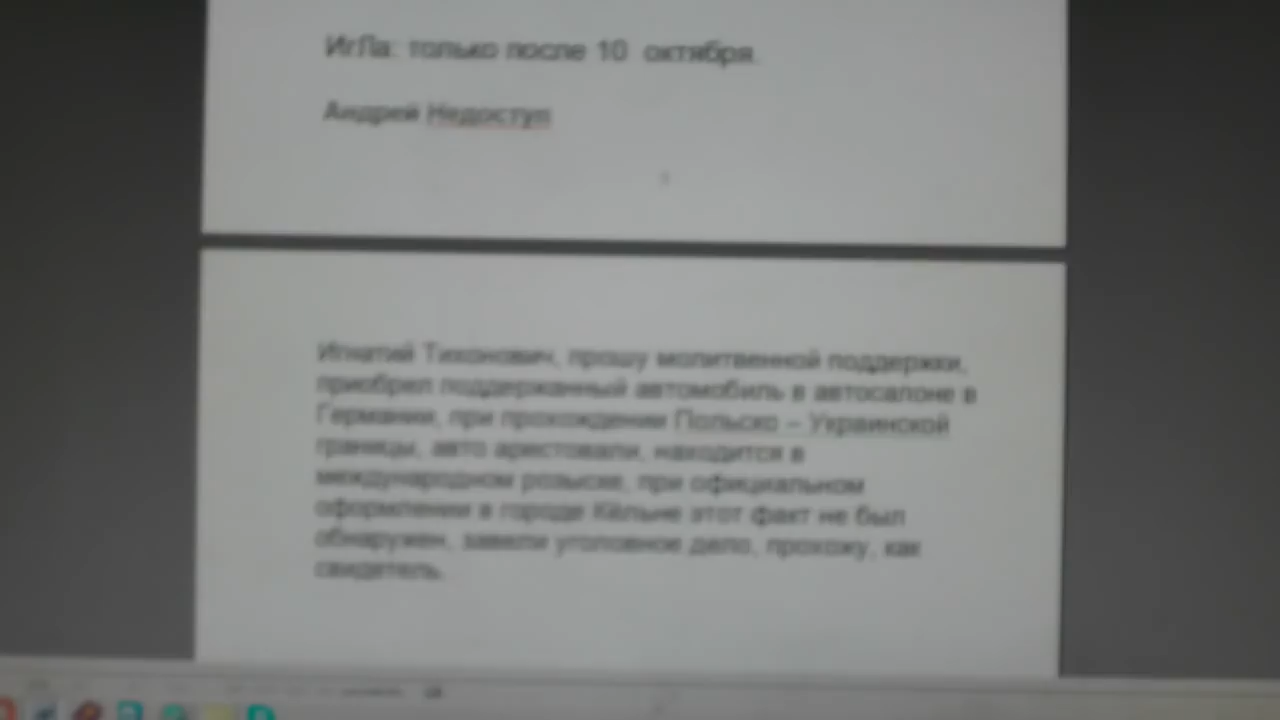 ИгЛа: только после 10 октября.
Андрей Недоступ
Игнатий Тихонович, прошу молитвенной поддержки,
приобрел поддержанный автомобиль в автосалоне в
Германии, при прохождении Польско – Украинской
границы, авто арестовали, находится в
международном розыске, при официальном
оформлении в городе Кёльне этот факт не был
обнаружен, завели уголовное дело, прохожу, как
свидетель.